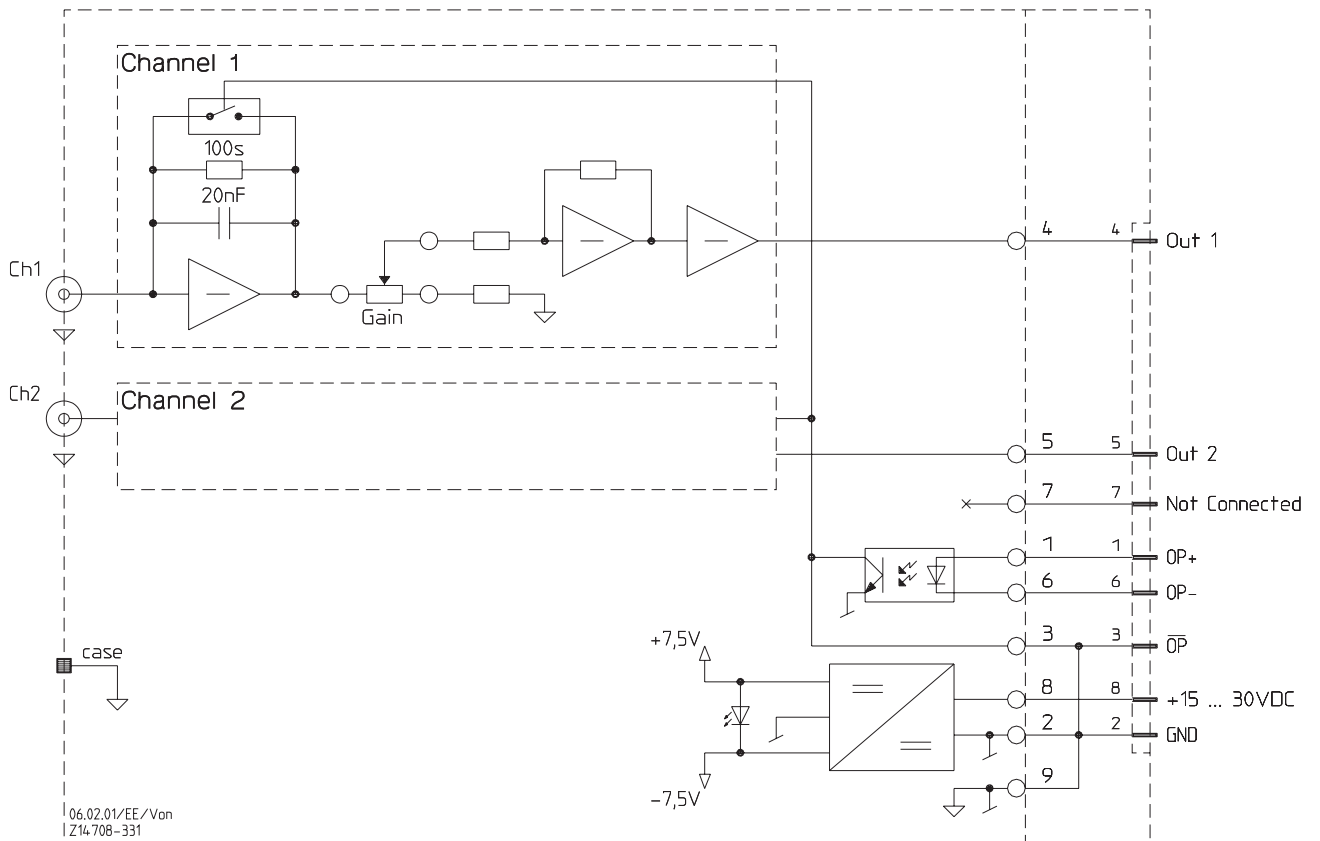 Channel 1
100s
20nF
Ch1
Gain
4 4 Out 1
Ch2
Channel 2
5 5 Out 2
7 7 Not Connected
1 1 OP+
6 6 OP-
3 3 O̅P̅
case
+7,5V
8 8 +15 ... 30VDC
2 2 GND
-7,5V
9
06.02.01/EE/Von
Z14708-331